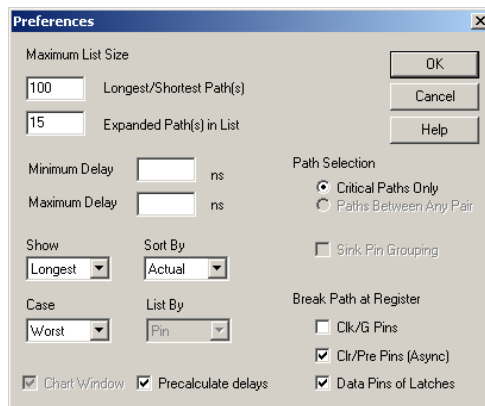 Preferences
Maximum List Size
100 Longest/Shortest Path(s)
15 Expanded Path(s) in List
OK
Cancel
Help
Minimum Delay ns
Maximum Delay ns
Path Selection
Critical Paths Only
Paths Between Any Pair
Show
Longest
Sort By
Actual
Sink Pin Grouping
Case
Worst
List By
Pin
Break Path at Register
Clk/G Pins
Clr/Pre Pins (Async)
Data Pins of Latches
Chart Window
Precalculate delays